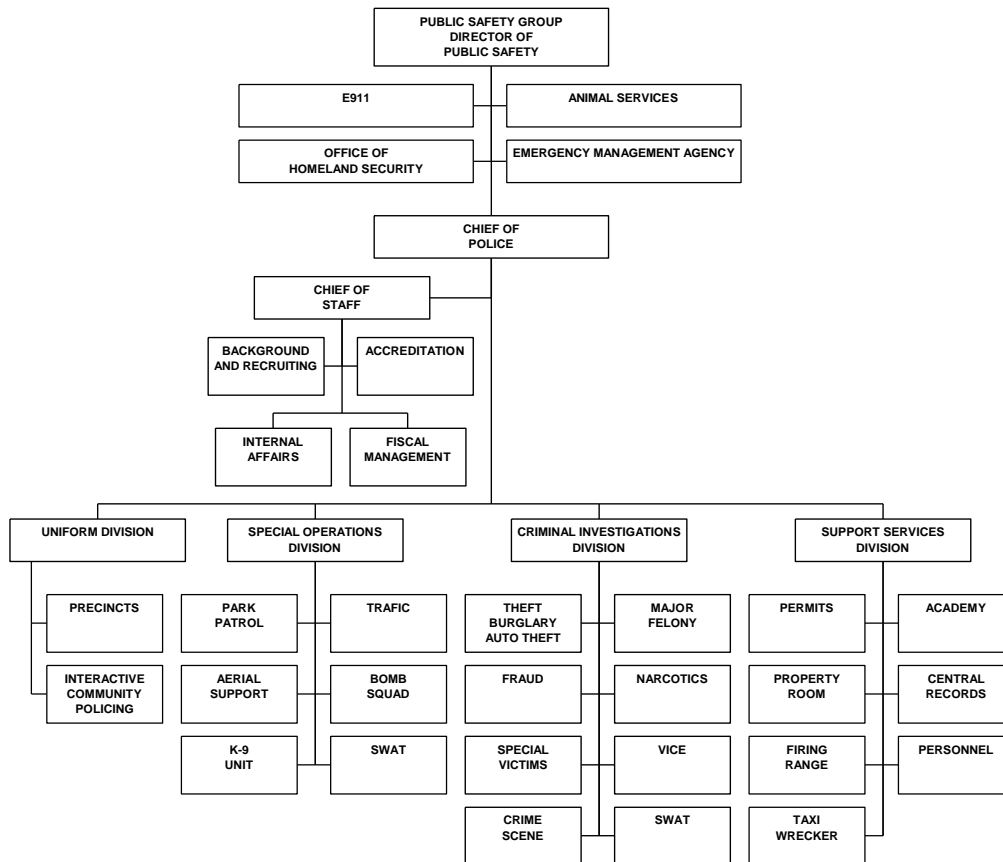 PUBLIC SAFETY GROUP
DIRECTOR OF
PUBLIC SAFETY
E911
ANIMAL SERVICES
OFFICE OF
HOMELAND SECURITY
EMERGENCY MANAGEMENT AGENCY
CHIEF OF
POLICE
CHIEF OF
STAFF
BACKGROUND
AND RECRUITING
ACCREDITATION
INTERNAL
AFFAIRS
FISCAL
MANAGEMENT
UNIFORM DIVISION
SPECIAL OPERATIONS
DIVISION
CRIMINAL INVESTIGATIONS
DIVISION
SUPPORT SERVICES
DIVISION
PRECINCTS
PARK
PATROL
TRAFIC
THEFT
BURGLARY
AUTO THEFT
MAJOR
FELONY
PERMITS
ACADEMY
INTERACTIVE
COMMUNITY
POLICING
AERIAL
SUPPORT
BOMB
SQUAD
FRAUD
NARCOTICS
PROPERTY
ROOM
CENTRAL
RECORDS
K-9
UNIT
SWAT
SPECIAL
VICTIMS
VICE
FIRING
RANGE
PERSONNEL
CRIME
SCENE
SWAT
TAXI
WRECKER